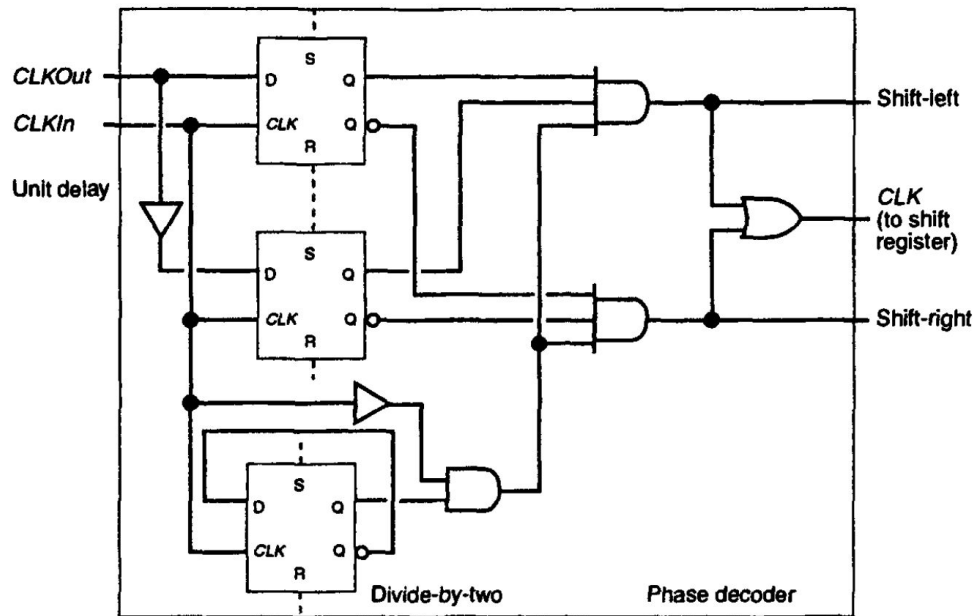 S
CLKOut
D
Q
Shift-left
CLKIn
CLK
Q
R
Unit delay
CLK
(to shift
register)
S
D
Q
CLK
Q
Shift-right
R
S
D
Q
CLK
Q
R
Divide-by-two
Phase decoder